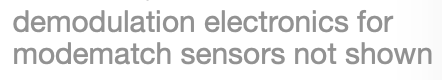 demodulation electronics for
modematch sensors not shown